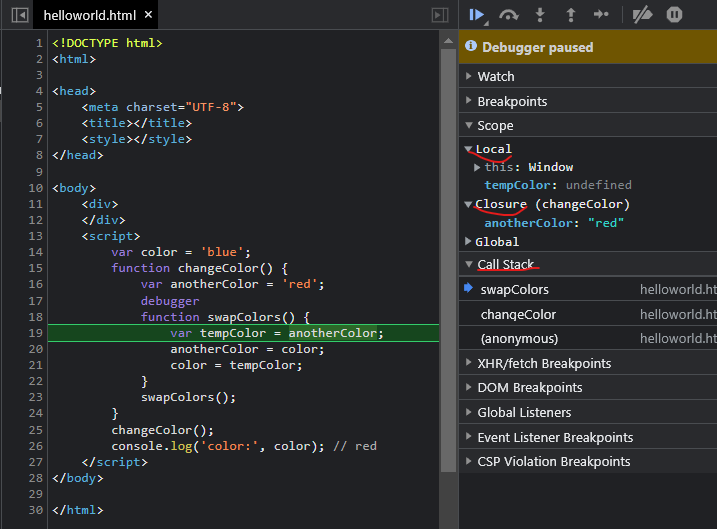 helloworld.html ×
1 <!DOCTYPE html>
2 <html>
3
4 <head>
5     <meta charset="UTF-8">
6     <title></title>
7     <style></style>
8 </head>
9
10 <body>
11     <div>
12     </div>
13     <script>
14         var color = 'blue';
15         function changeColor() {
16             var anotherColor = 'red';
17             debugger
18             function swapColors() {
19                 var tempColor = anotherColor;
20                 anotherColor = color;
21                 color = tempColor;
22             }
23             swapColors();
24         }
25         changeColor();
26         console.log('color:', color); // red
27     </script>
28 </body>
29
30 </html>
Debugger paused
Watch
Breakpoints
Scope
Local
this: Window
tempColor: undefined
Closure (changeColor)
anotherColor: "red"
Global
Call Stack
swapColors helloworld.ht
changeColor helloworld.ht
(anonymous) helloworld.ht
XHR/fetch Breakpoints
DOM Breakpoints
Global Listeners
Event Listener Breakpoints
CSP Violation Breakpoints